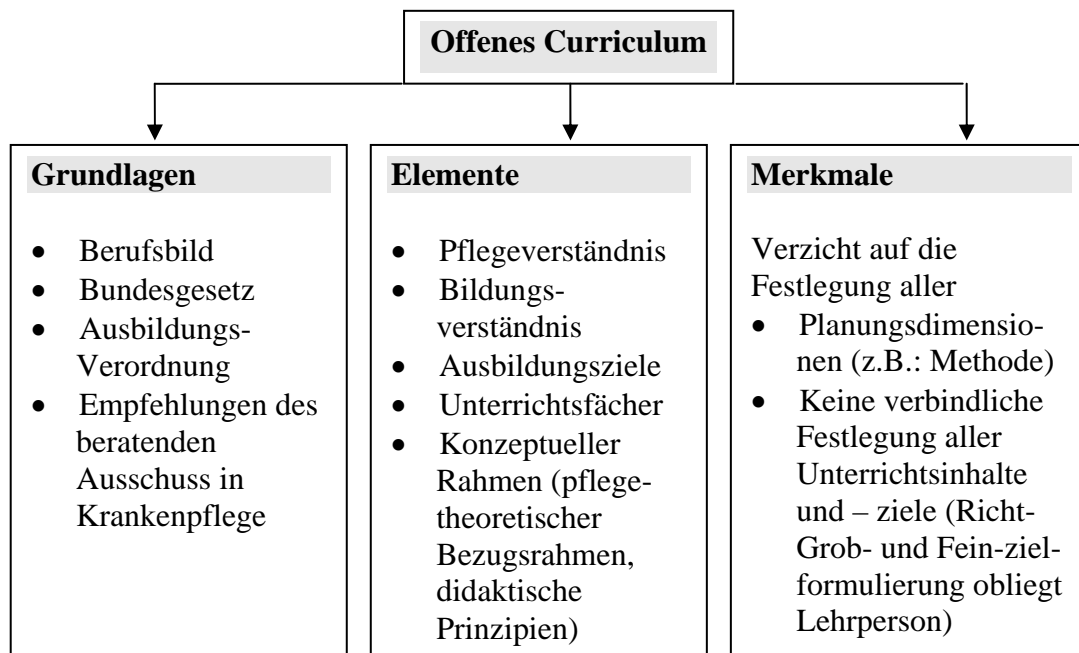 Offenes Curriculum
Grundlagen
• Berufsbild
• Bundesgesetz
• Ausbildungs-
Verordnung
• Empfehlungen des
beratenden
Ausschuss in
Krankenpflege
Elemente
• Pflegeverständnis
• Bildungs-
verständnis
• Ausbildungsziele
• Unterrichtsfächer
• Konzeptueller
Rahmen (pflege-
theoretischer
Bezugsrahmen,
didaktische
Prinzipien)
Merkmale
Verzicht auf die
Festlegung aller
• Planungsdimensio-
nen (z.B.: Methode)
• Keine verbindliche
Festlegung aller
Unterrichtsinhalte
und – ziele (Richt-
Grob- und Fein-ziel-
formulierung obliegt
Lehrperson)